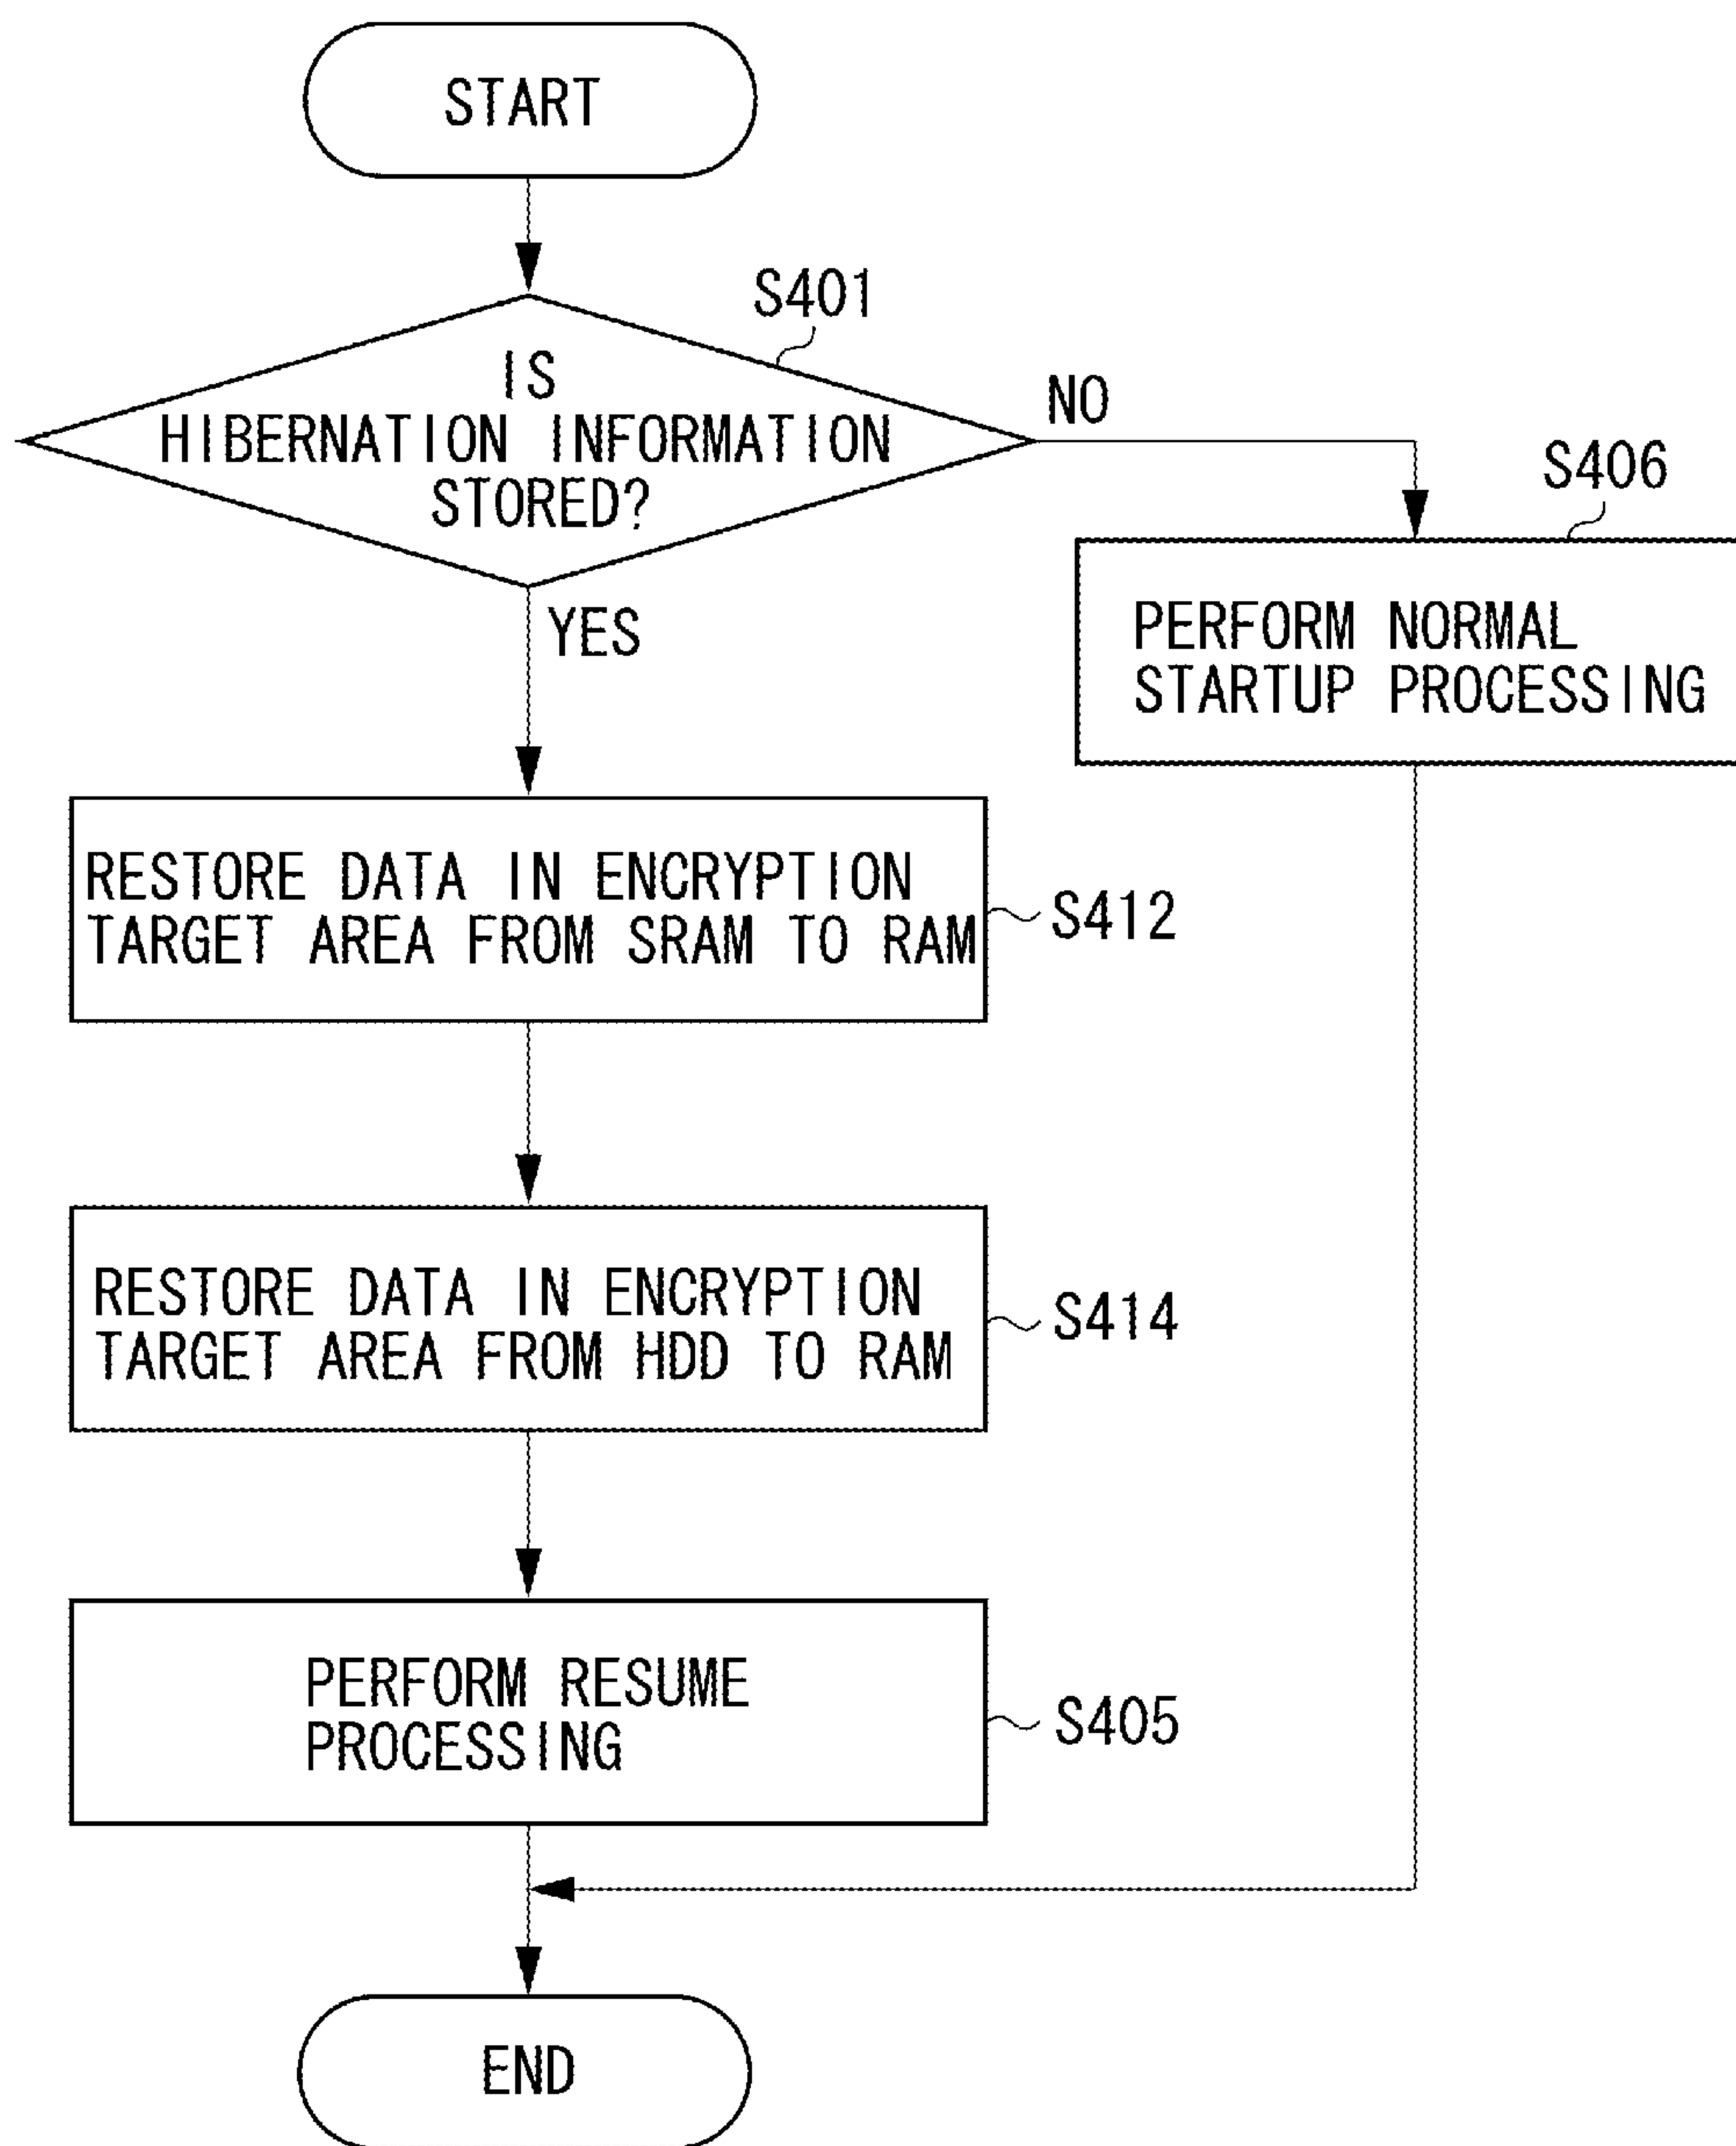 START
S401
IS
HIBERNATION INFORMATION
STORED?
NO
S406
YES
PERFORM NORMAL
STARTUP PROCESSING
RESTORE DATA IN ENCRYPTION
TARGET AREA FROM SRAM TO RAM
S412
RESTORE DATA IN ENCRYPTION
TARGET AREA FROM HDD TO RAM
S414
PERFORM RESUME
PROCESSING
S405
END